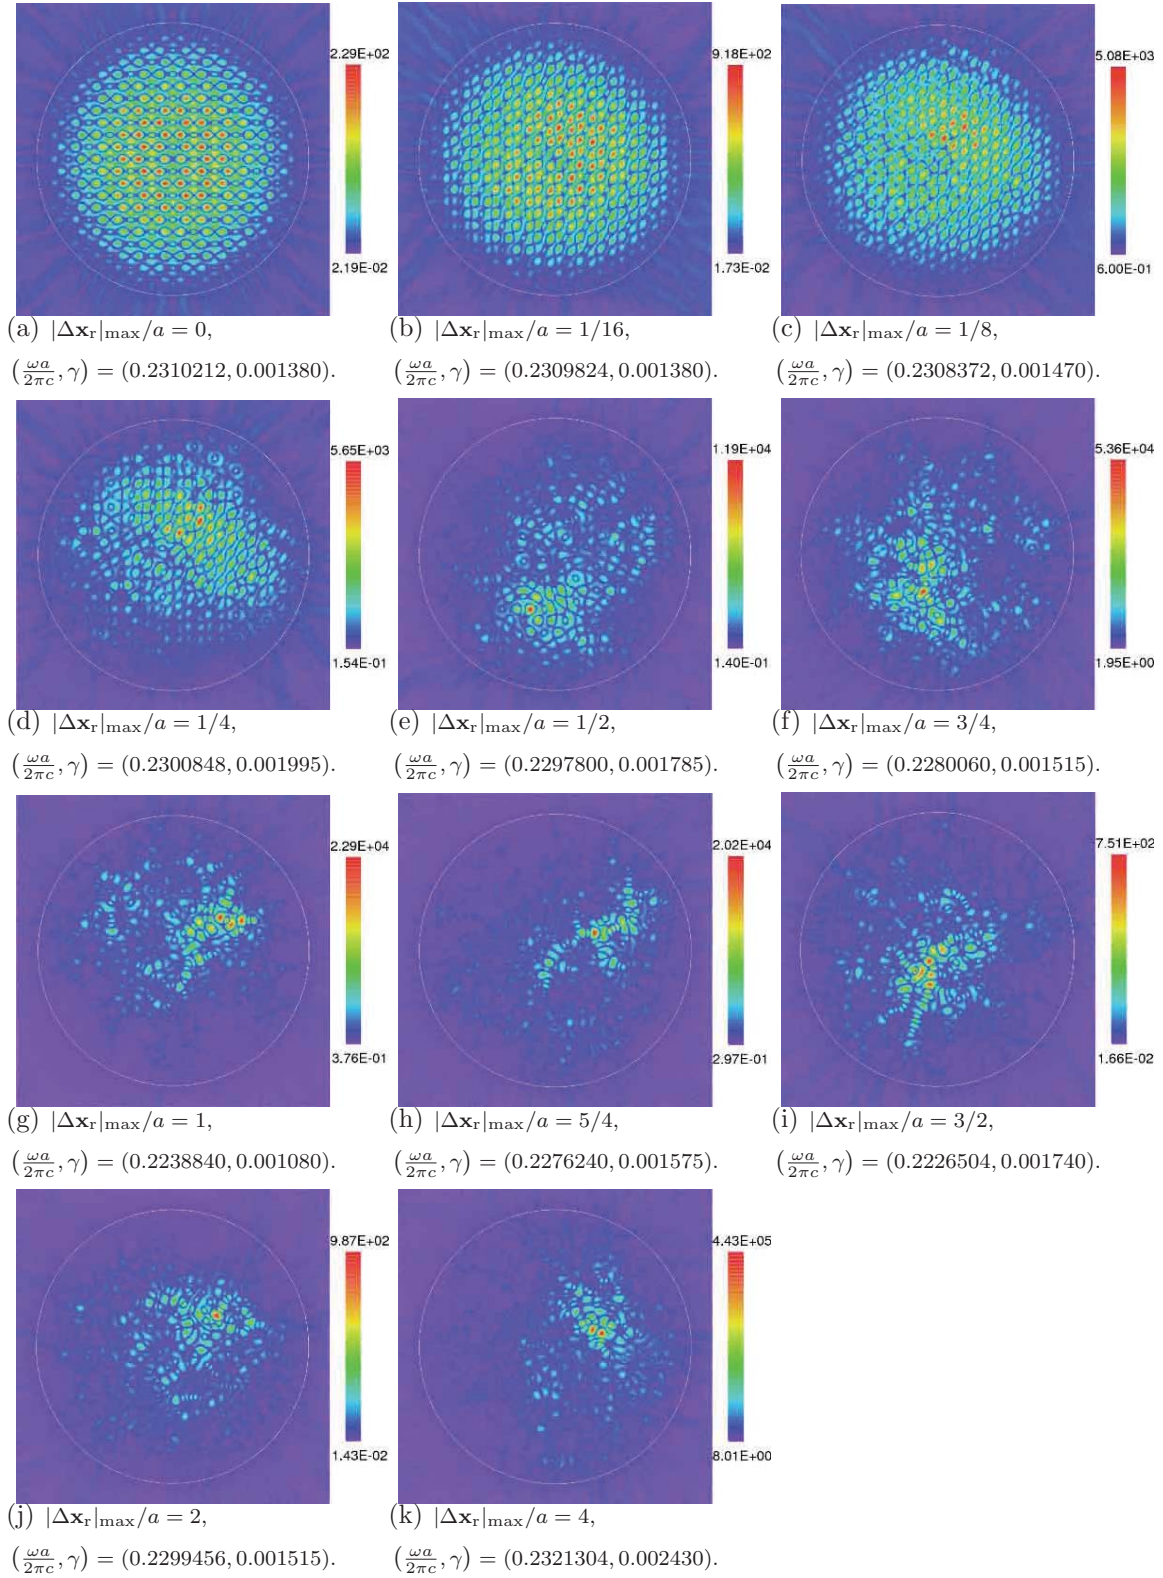 2.29E+02
2.19E-02
9.18E+02
1.73E-02
5.08E+03
6.00E-01
(a) |Δx_r|_max/a = 0,
(ωa/2πc, γ) = (0.2310212, 0.001380).
(b) |Δx_r|_max/a = 1/16,
(ωa/2πc, γ) = (0.2309824, 0.001380).
(c) |Δx_r|_max/a = 1/8,
(ωa/2πc, γ) = (0.2308372, 0.001470).
5.65E+03
1.54E-01
1.19E+04
1.40E-01
5.36E+04
1.95E+00
(d) |Δx_r|_max/a = 1/4,
(ωa/2πc, γ) = (0.2300848, 0.001995).
(e) |Δx_r|_max/a = 1/2,
(ωa/2πc, γ) = (0.2297800, 0.001785).
(f) |Δx_r|_max/a = 3/4,
(ωa/2πc, γ) = (0.2280060, 0.001515).
2.29E+04
3.76E-01
2.02E+04
2.97E-01
7.51E+02
1.66E-02
(g) |Δx_r|_max/a = 1,
(ωa/2πc, γ) = (0.2238840, 0.001080).
(h) |Δx_r|_max/a = 5/4,
(ωa/2πc, γ) = (0.2276240, 0.001575).
(i) |Δx_r|_max/a = 3/2,
(ωa/2πc, γ) = (0.2226504, 0.001740).
9.87E+02
1.43E-02
4.43E+05
8.01E+00
(j) |Δx_r|_max/a = 2,
(ωa/2πc, γ) = (0.2299456, 0.001515).
(k) |Δx_r|_max/a = 4,
(ωa/2πc, γ) = (0.2321304, 0.002430).